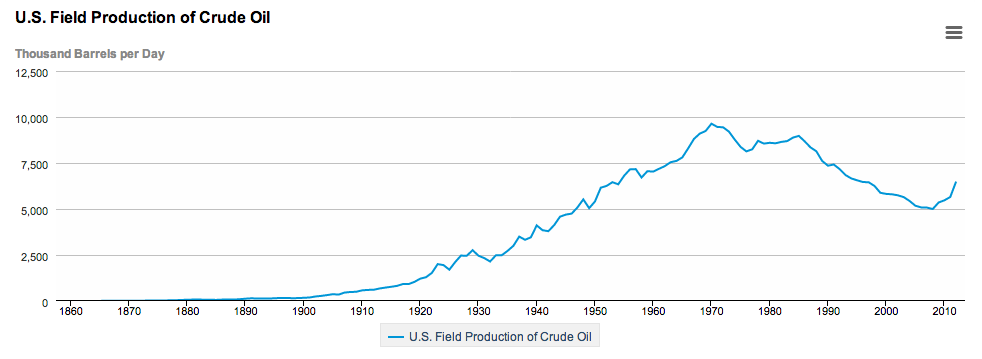 U.S. Field Production of Crude Oil
Thousand Barrels per Day
12,500
10,000
7,500
5,000
2,500
0
1860 1870 1880 1890 1900 1910 1920 1930 1940 1950 1960 1970 1980 1990 2000 2010
U.S. Field Production of Crude Oil